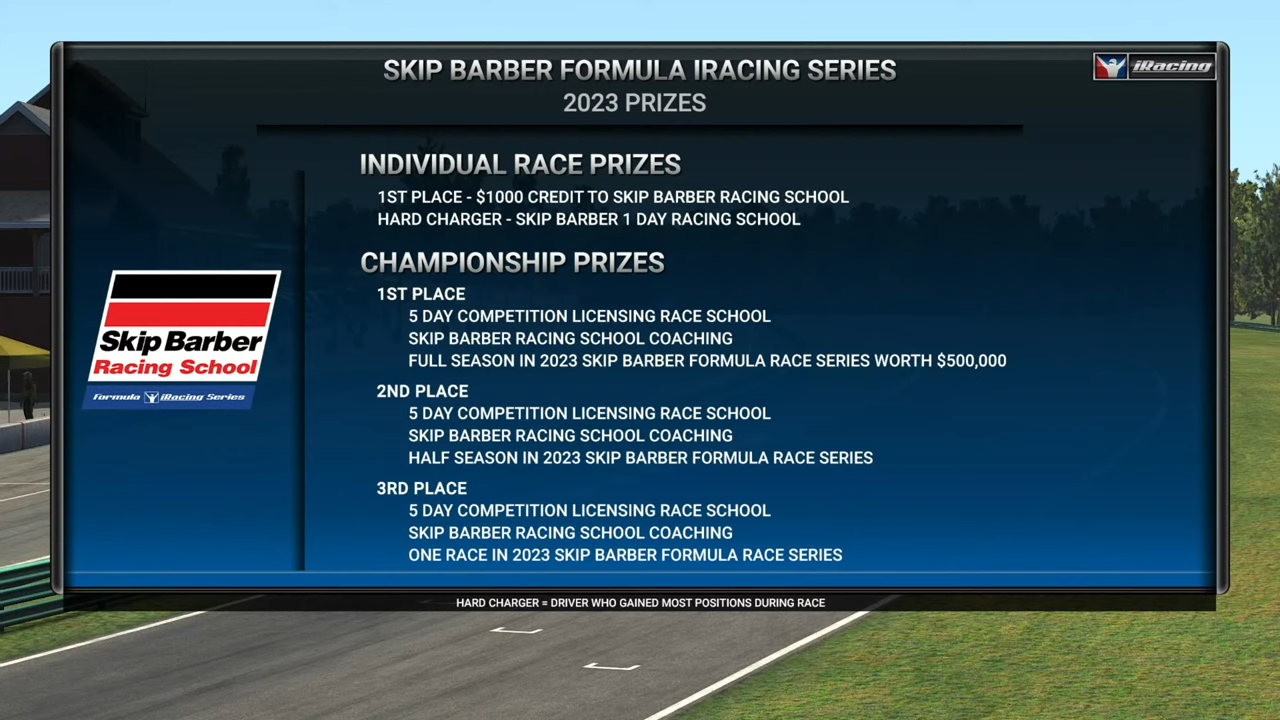 SKIP BARBER FORMULA IRACING SERIES
iRacing
2023 PRIZES
INDIVIDUAL RACE PRIZES
1ST PLACE - $1000 CREDIT TO SKIP BARBER RACING SCHOOL
HARD CHARGER - SKIP BARBER 1 DAY RACING SCHOOL
CHAMPIONSHIP PRIZES
1ST PLACE
5 DAY COMPETITION LICENSING RACE SCHOOL
SKIP BARBER RACING SCHOOL COACHING
FULL SEASON IN 2023 SKIP BARBER FORMULA RACE SERIES WORTH $500,000
2ND PLACE
5 DAY COMPETITION LICENSING RACE SCHOOL
SKIP BARBER RACING SCHOOL COACHING
HALF SEASON IN 2023 SKIP BARBER FORMULA RACE SERIES
3RD PLACE
5 DAY COMPETITION LICENSING RACE SCHOOL
SKIP BARBER RACING SCHOOL COACHING
ONE RACE IN 2023 SKIP BARBER FORMULA RACE SERIES
Skip Barber
Racing School
Formula iRacing Series
HARD CHARGER = DRIVER WHO GAINED MOST POSITIONS DURING RACE